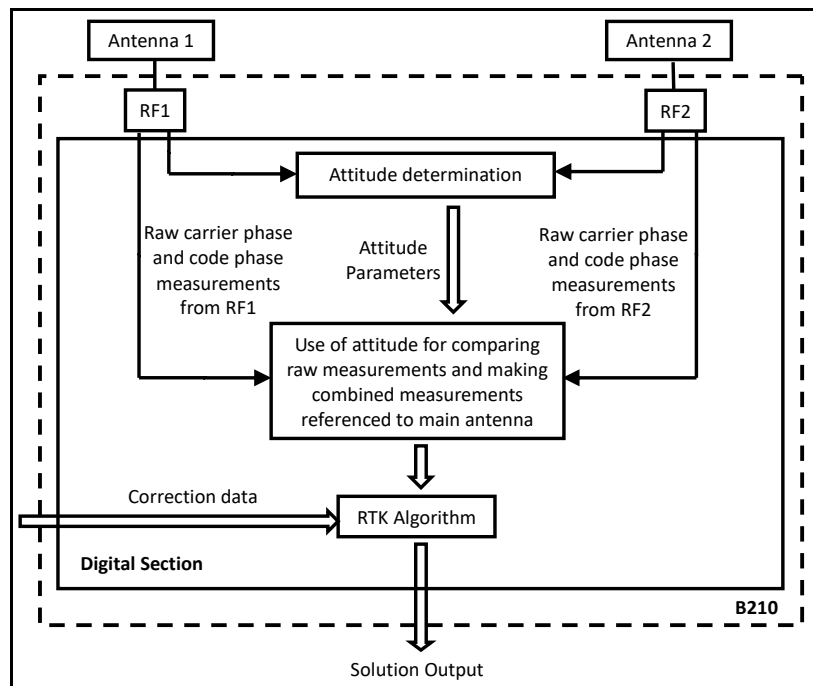 Antenna 1
Antenna 2
RF1
RF2
Attitude determination
Raw carrier phase
and code phase
measurements
from RF1
Attitude
Parameters
Raw carrier phase
and code phase
measurements
from RF2
Use of attitude for comparing
raw measurements and making
combined measurements
referenced to main antenna
Correction data
RTK Algorithm
Digital Section
B210
Solution Output